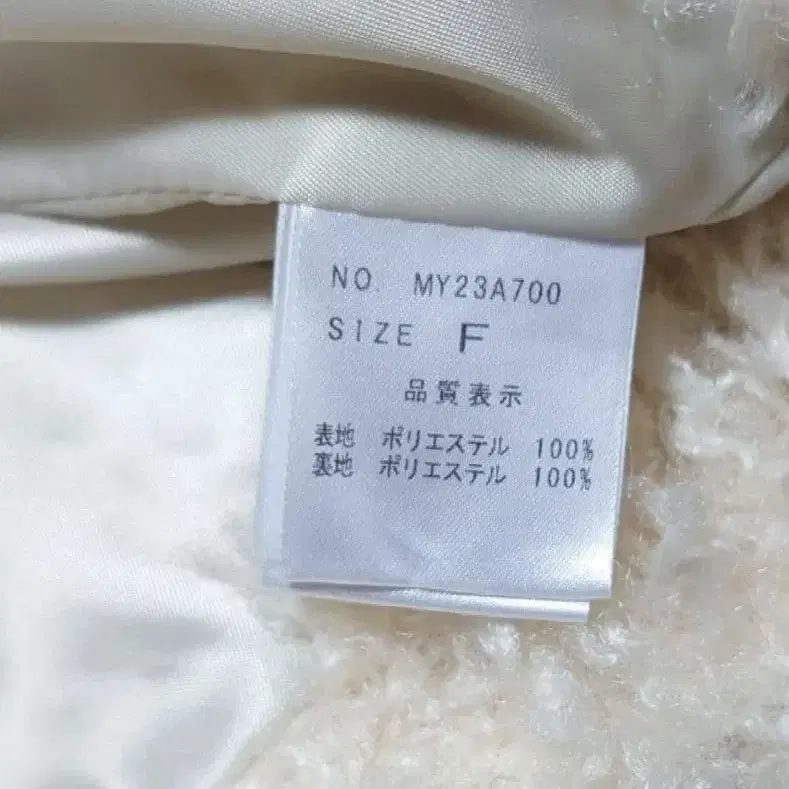 NO. MY23A700
SIZE F
品質表示
表地 ポリエステル 100%
裏地 ポリエステル 100%